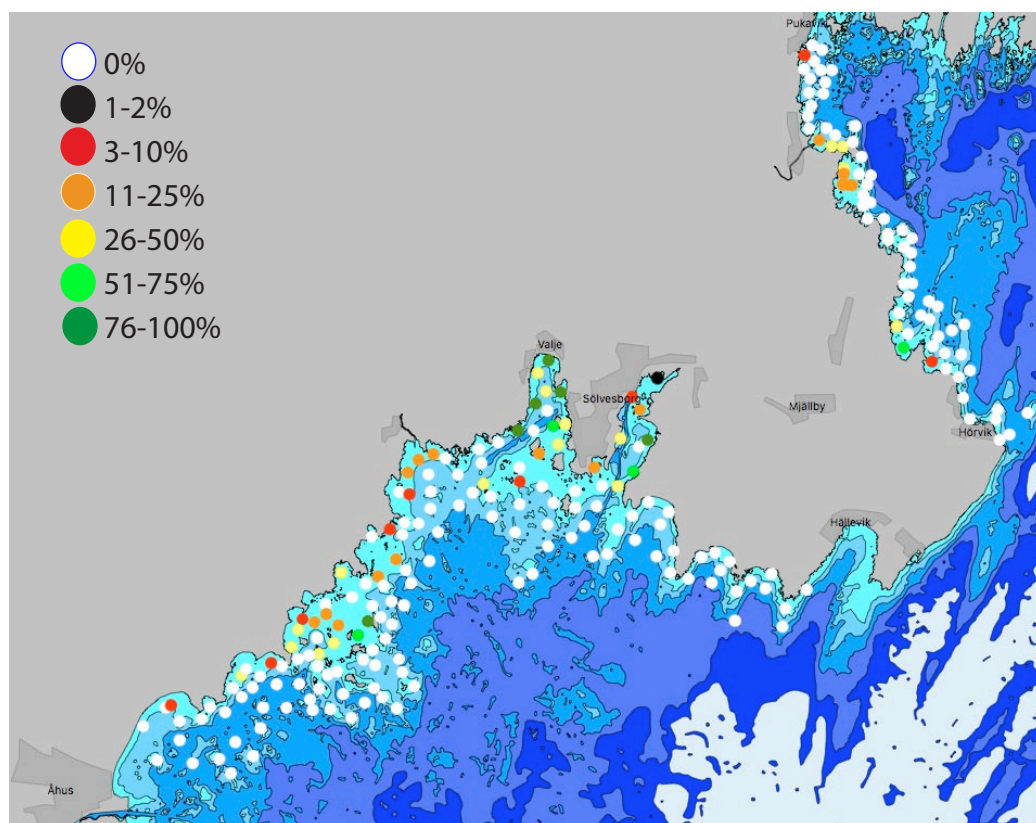 Pukavik
0%
1-2%
3-10%
11-25%
26-50%
51-75%
76-100%
Valje
Sölvesborg
Mjällby
Hörvik
Hällevik
Åhus